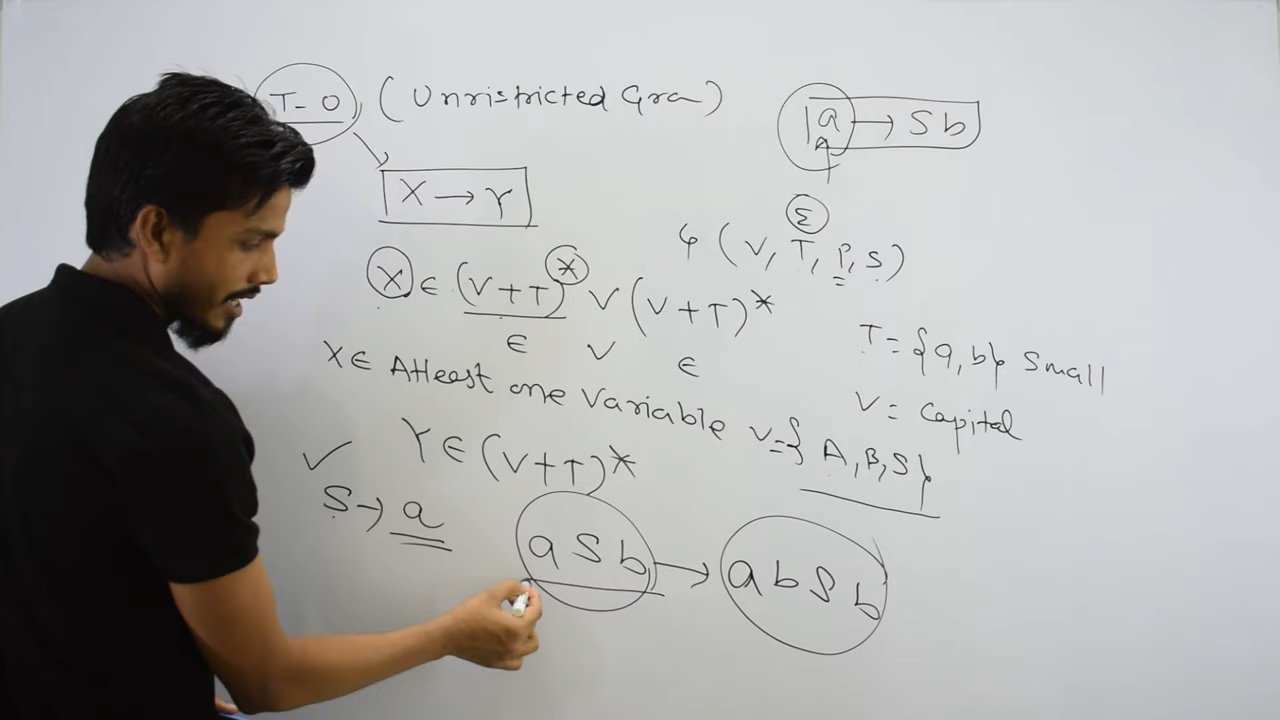 T-0 (Unristricted Gra)
a → Sb
A
X → Y
Σ
G (V, T, P, S)
X ∈ (V+T)* V (V+T)*
∈ V ∈
T = {a, b} Small
X ∈ Atleast one Variable
V = Capital
V = { A, B, S}
Y ∈ (V+T)*
✓
S → a
aSb → abSb